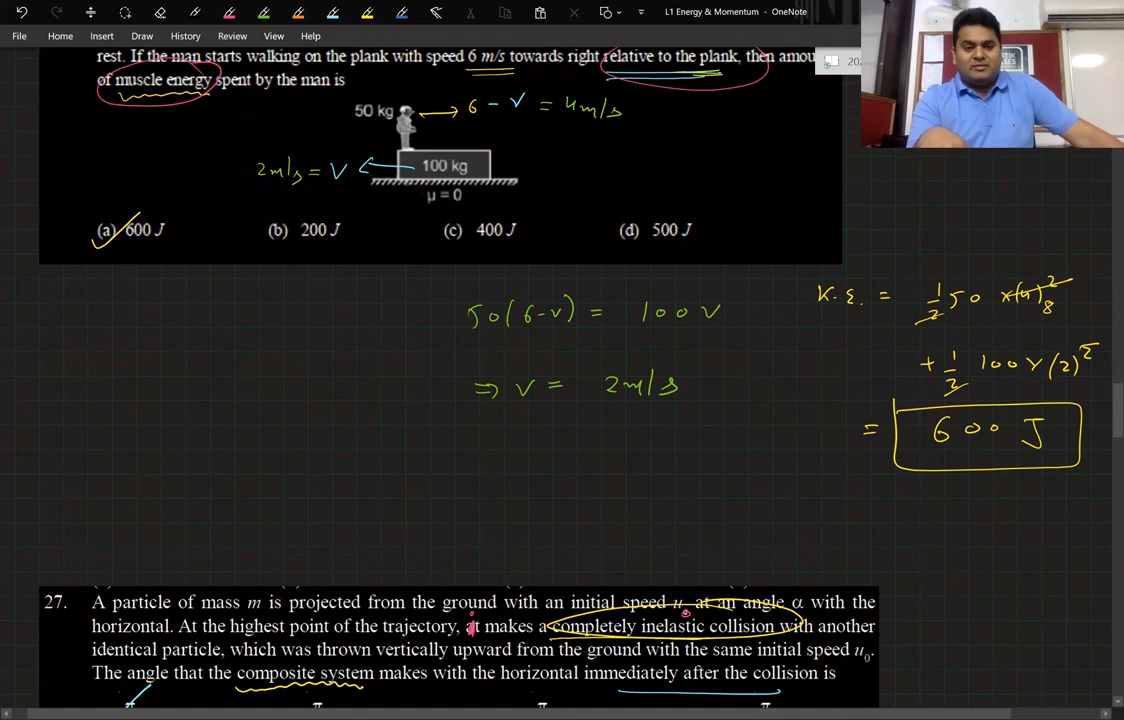 L1 Energy & Momentum - OneNote
File Home Insert Draw History Review View Help
rest. If the man starts walking on the plank with speed 6 m/s towards right relative to the plank, then amou
of muscle energy spent by the man is
50 kg 6 - v = 4m/s
2m/s = v 100 kg
μ = 0
(a) 600 J (b) 200 J (c) 400 J (d) 500 J
50(6-v) = 100 v
⇒ v = 2m/s
K.E. = 1/2 50 x(4)^2 8
+ 1/2 100 x (2)^2
= 600 J
27. A particle of mass m is projected from the ground with an initial speed u0 at an angle α with the
horizontal. At the highest point of the trajectory, it makes a completely inelastic collision with another
identical particle, which was thrown vertically upward from the ground with the same initial speed u0.
The angle that the composite system makes with the horizontal immediately after the collision is
π π π π